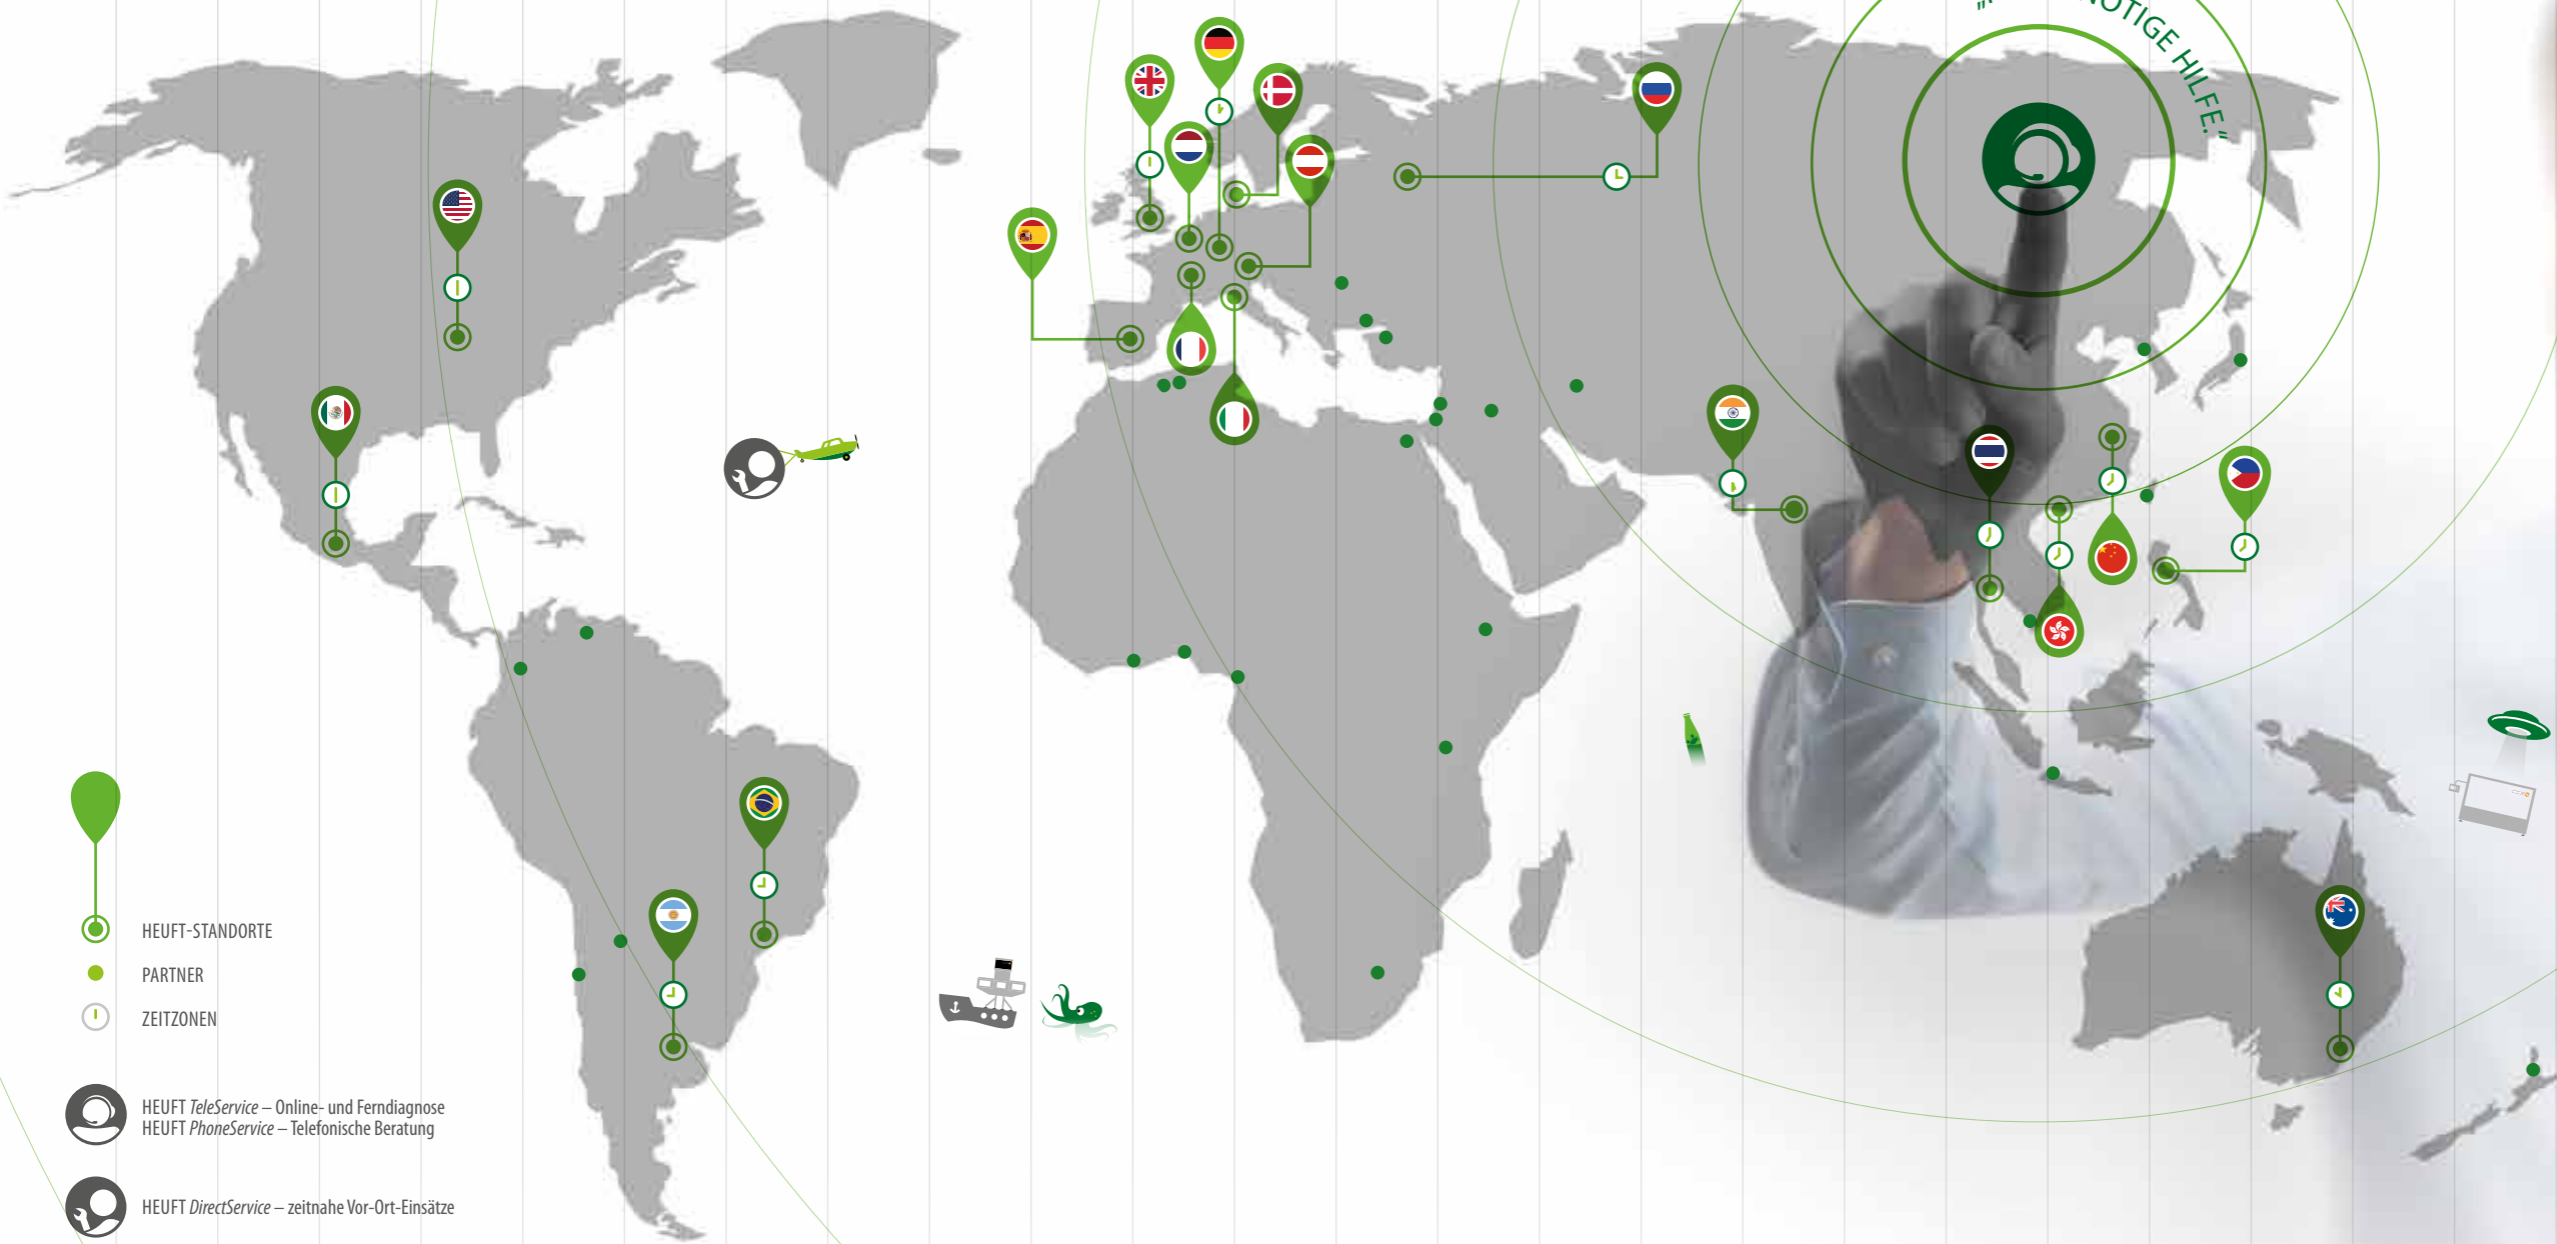 NÖTIGE HILFE.“
HEUFT-STANDORTE
PARTNER
ZEITZONEN
HEUFT TeleService – Online- und Ferndiagnose
HEUFT PhoneService – Telefonische Beratung
HEUFT DirectService – zeitnahe Vor-Ort-Einsätze